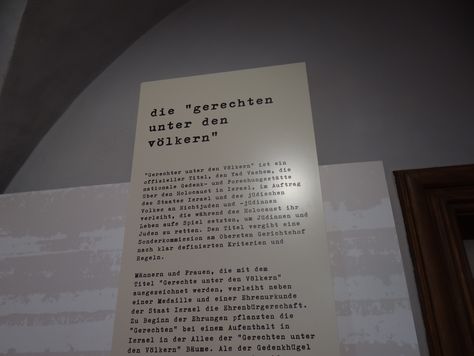 die "gerechten
unter den
völkern"
"Gerechter unter den Völkern" ist ein
offizieller Titel, den Yad Vashem, die
nationale Gedenk- und Forschungsstätte
über den Holocaust in Israel, im Auftrag
des Staates Israel und des jüdischen
Volkes an Nichtjuden und -jüdinnen
verleiht, die während des Holocaust ihr
Leben aufs Spiel setzten, um Jüdinnen und
Juden zu retten. Den Titel vergibt eine
Sonderkommission am Obersten Gerichtshof
nach klar definierten Kriterien und
Regeln.
Männern und Frauen, die mit dem
Titel "Gerechte unter den Völkern"
ausgezeichnet werden, verleiht neben
einer Medaille und einer Ehrenurkunde
der Staat Israel die Ehrenbürgerschaft.
Zu Beginn der Ehrungen pflanzten die
"Gerechten" bei einem Aufenthalt in
Israel in der Allee der "Gerechten unter
den Völkern" Bäume. Als der Gedenkhügel